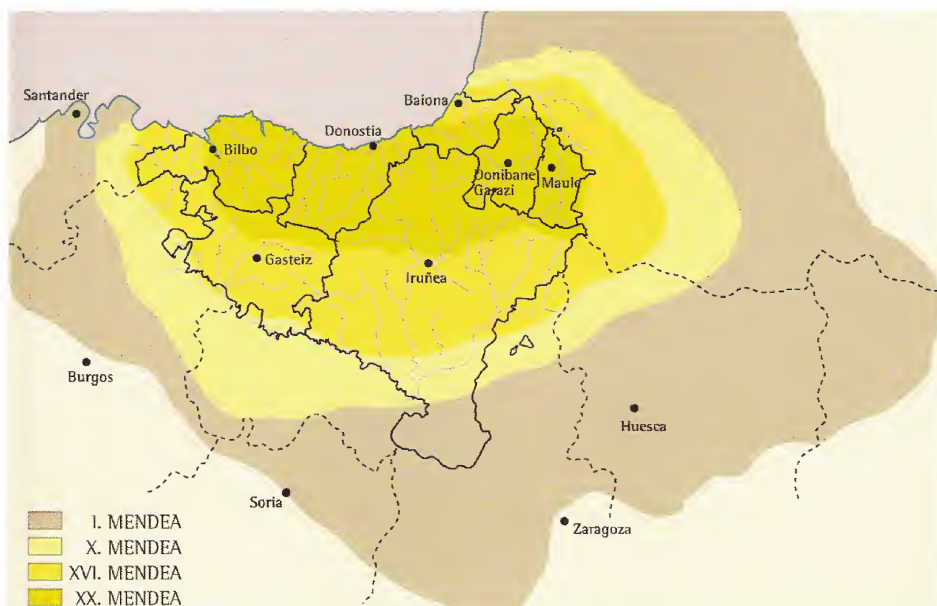 Santander
Baiona
Bilbo
Donostia
Donibane
Garazi
Maule
Gasteiz
Iruñea
Burgos
Huesca
Soria
Zaragoza
I. MENDEA
X. MENDEA
XVI. MENDEA
XX. MENDEA